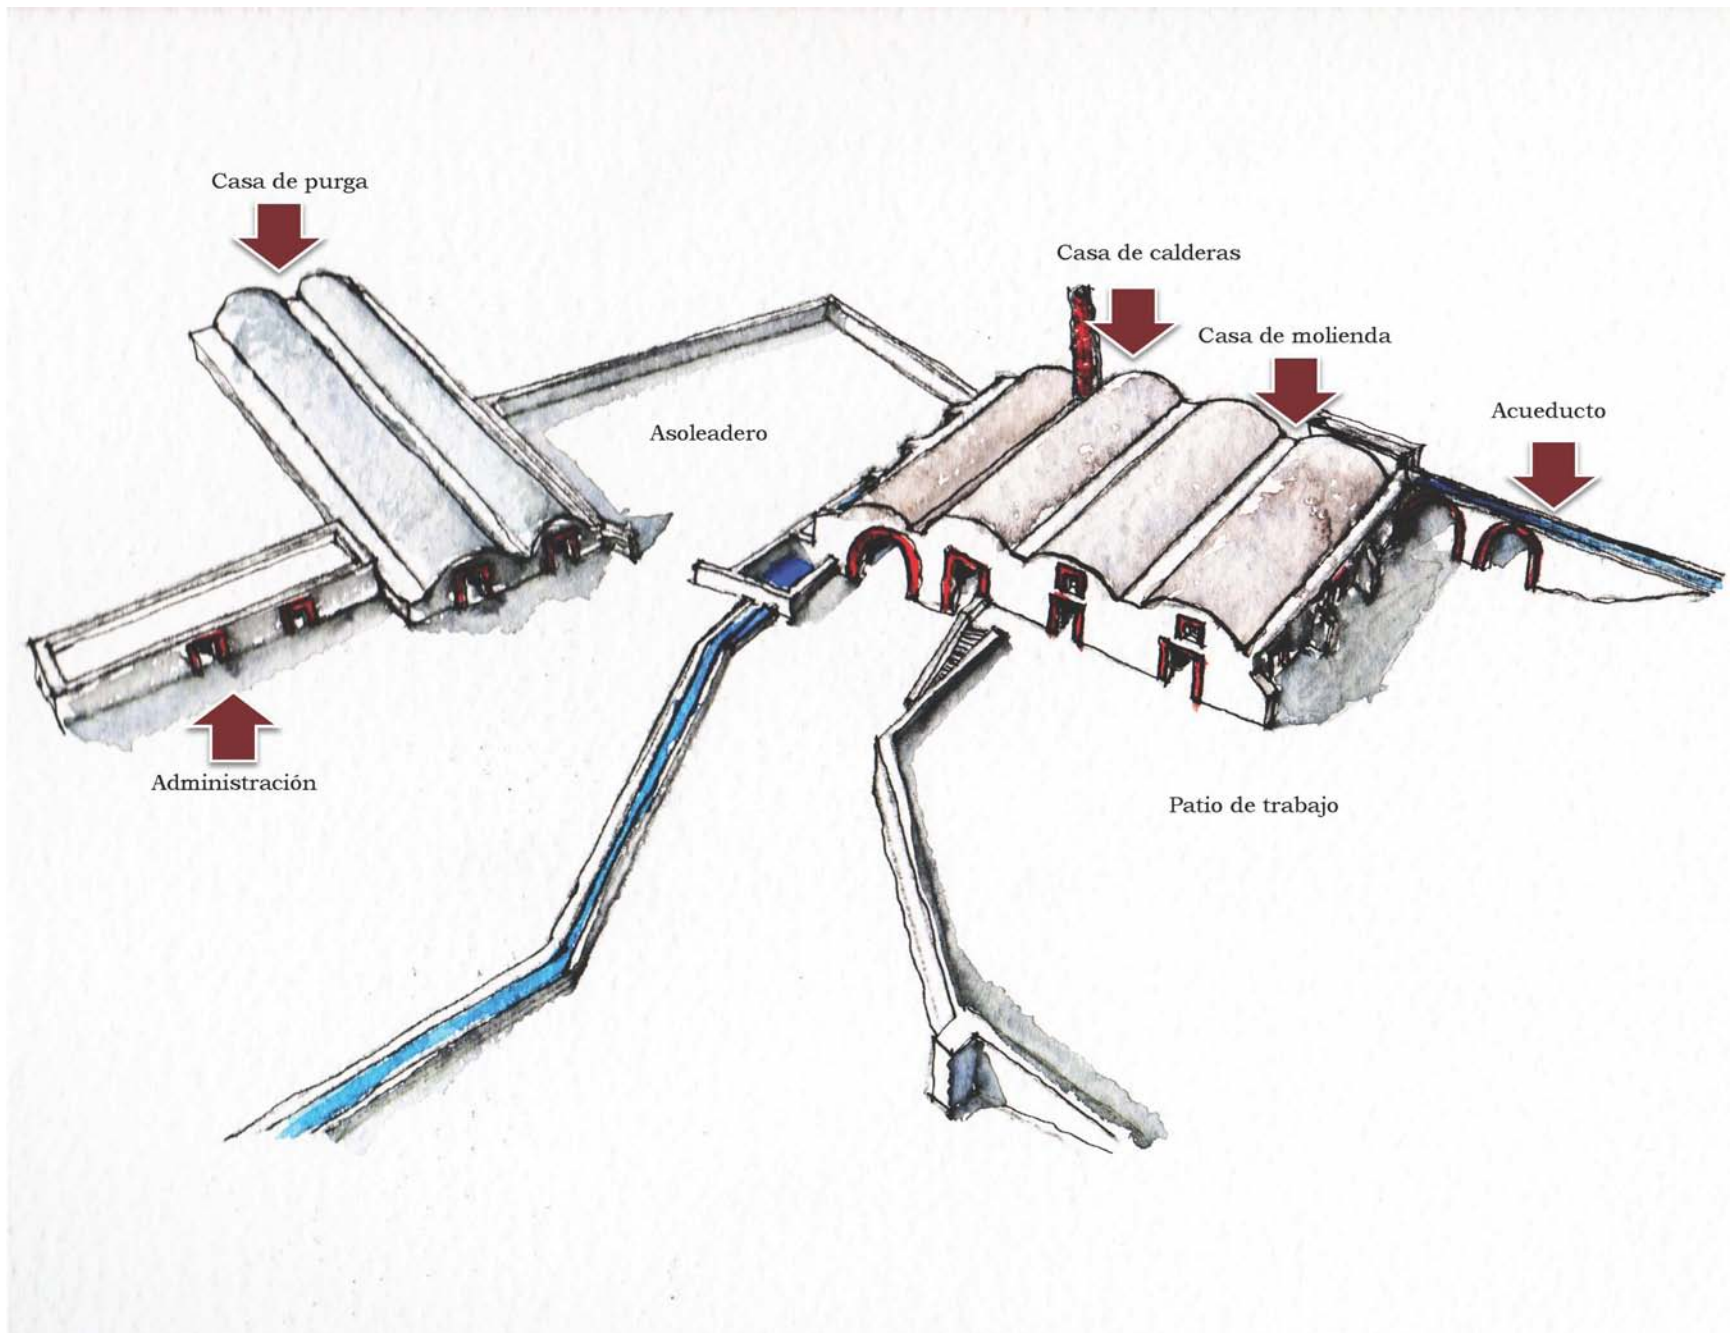 Casa de purga
Casa de calderas
Casa de molienda
Acueducto
Asoleadero
Administración
Patio de trabajo